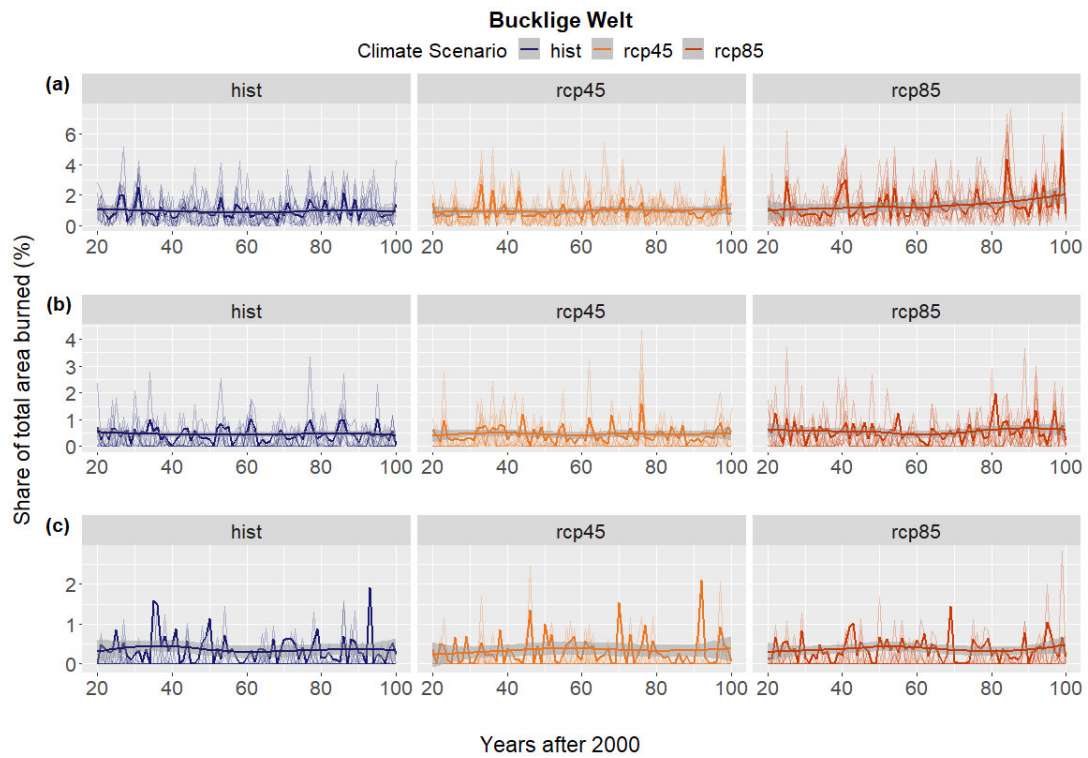 Bucklige Welt
Climate Scenario hist rcp45 rcp85
(a)
hist rcp45 rcp85
6
4
2
0
20 40 60 80 100 20 40 60 80 100 20 40 60 80 100
Share of total area burned (%)
(b)
hist rcp45 rcp85
4
3
2
1
0
20 40 60 80 100 20 40 60 80 100 20 40 60 80 100
(c)
hist rcp45 rcp85
2
1
0
20 40 60 80 100 20 40 60 80 100 20 40 60 80 100
Years after 2000